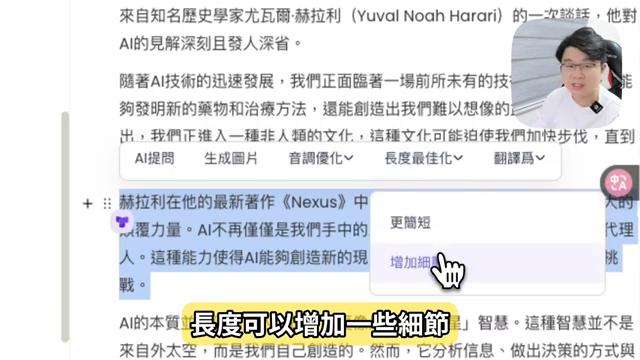 來自知名歷史學家尤瓦爾·赫拉利（Yuval Noah Harari）的一次談話，他對
AI的見解深刻且發人深省。
隨著AI技術的迅速發展，我們正面臨著一場前所未有的技
夠發明新的藥物和治療方法，還能創造出我們難以想像的
出，我們正進入一種非人類的文化，這種文化可能迫使我們加快步伐，直到
AI提問 生成圖片 音調優化 長度最佳化 翻譯爲
赫拉利在他的最新著作《Nexus》中 大的
顛覆力量。AI不再僅僅是我們手中的 代理
人。這種能力使得AI能夠創造新的現 挑
戰。
更簡短
增加細
長度可以增加一些細節
AI的本質並 」智慧。這種智慧並不是
來自外太空，而是我們自己創造的。然而，它分析信息、做出決策的方式與